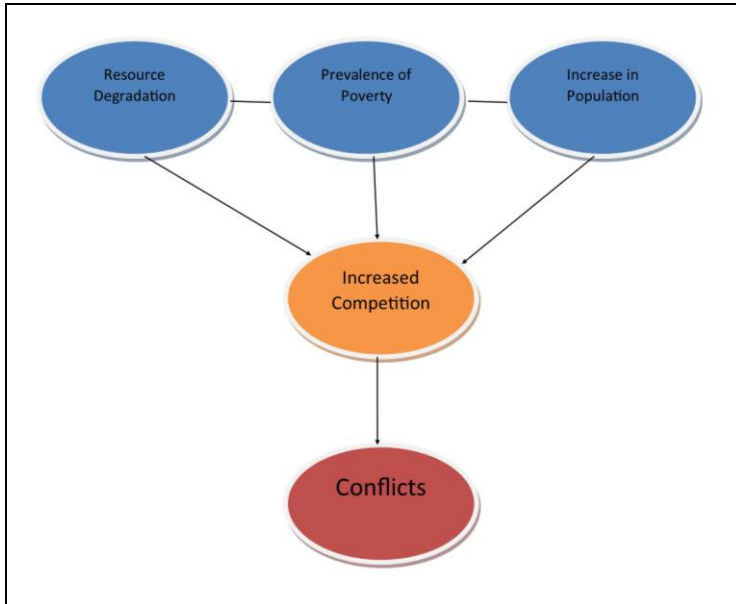 Resource
Degradation
Prevalence of
Poverty
Increase in
Population
Increased
Competition
Conflicts